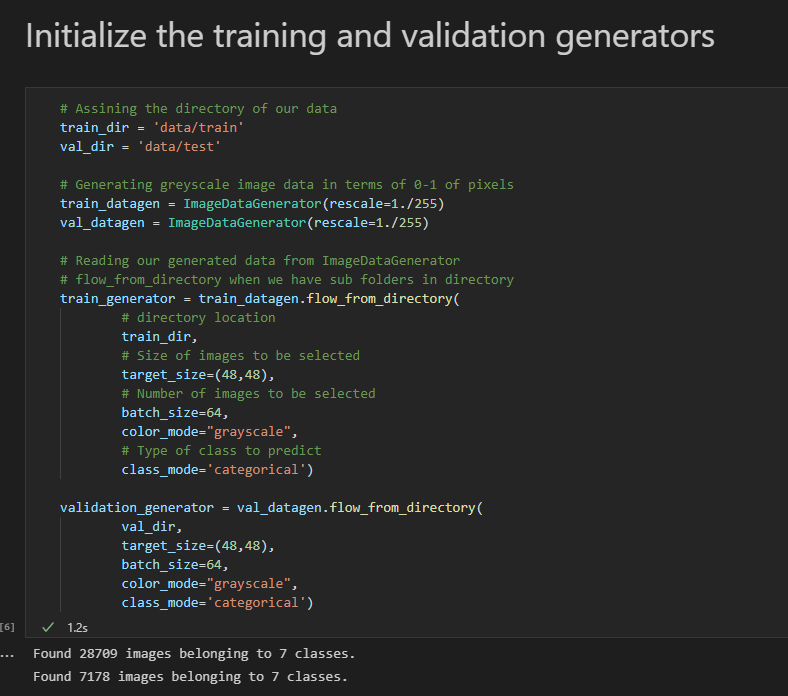 Initialize the training and validation generators
# Assining the directory of our data
train_dir = 'data/train'
val_dir = 'data/test'
# Generating greyscale image data in terms of 0-1 of pixels
train_datagen = ImageDataGenerator(rescale=1./255)
val_datagen = ImageDataGenerator(rescale=1./255)
# Reading our generated data from ImageDataGenerator
# flow_from_directory when we have sub folders in directory
train_generator = train_datagen.flow_from_directory(
# directory location
train_dir,
# Size of images to be selected
target_size=(48,48),
# Number of images to be selected
batch_size=64,
color_mode="grayscale",
# Type of class to predict
class_mode='categorical')
validation_generator = val_datagen.flow_from_directory(
val_dir,
target_size=(48,48),
batch_size=64,
color_mode="grayscale",
class_mode='categorical')
[6] ✓ 1.2s
... Found 28709 images belonging to 7 classes.
Found 7178 images belonging to 7 classes.